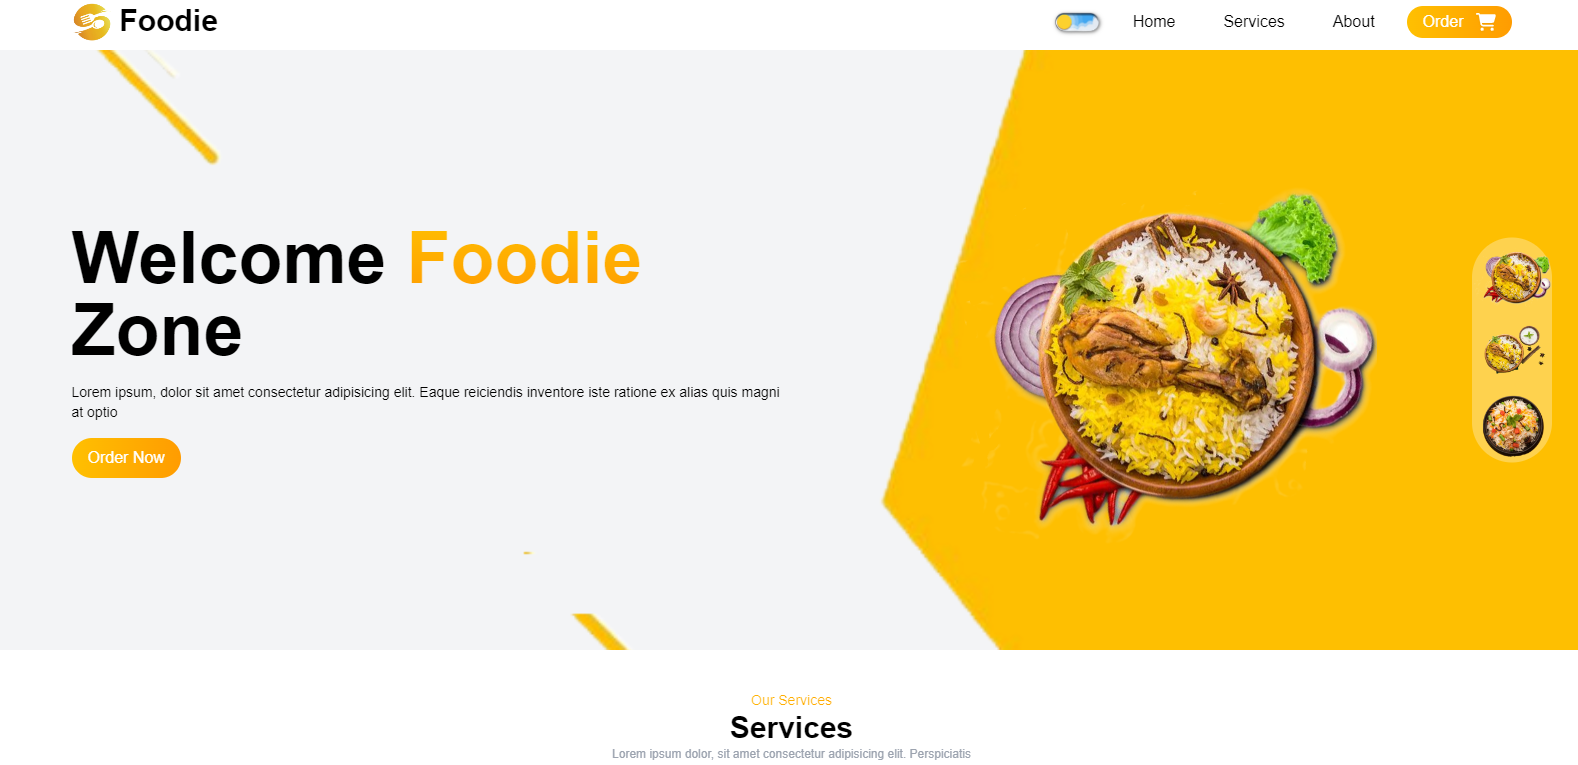 Foodie
Home
Services
About
Order
Welcome Foodie
Zone
Lorem ipsum, dolor sit amet consectetur adipisicing elit. Eaque reiciendis inventore iste ratione ex alias quis magni
at optio
Order Now
Our Services
Services
Lorem ipsum dolor, sit amet consectetur adipisicing elit. Perspiciatis